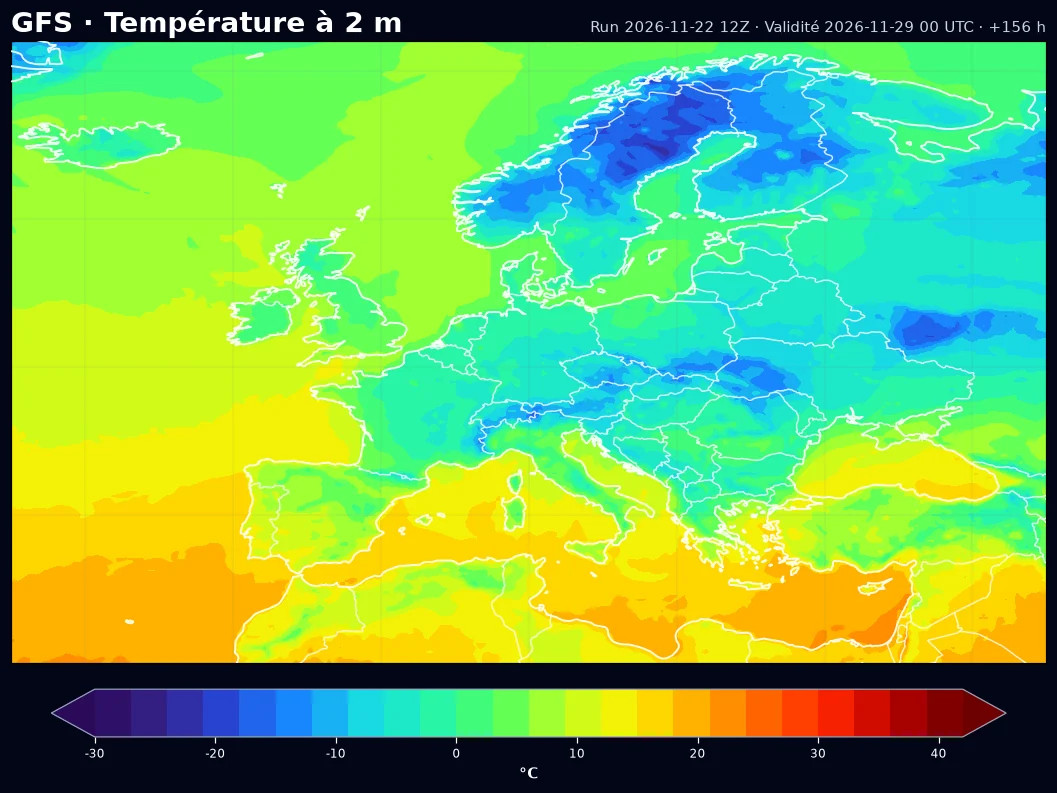 GFS · Température à 2 m
Run 2026-11-22 12Z · Validité 2026-11-29 00 UTC · +156 h
-30 -20 -10 0 10 20 30 40
°C